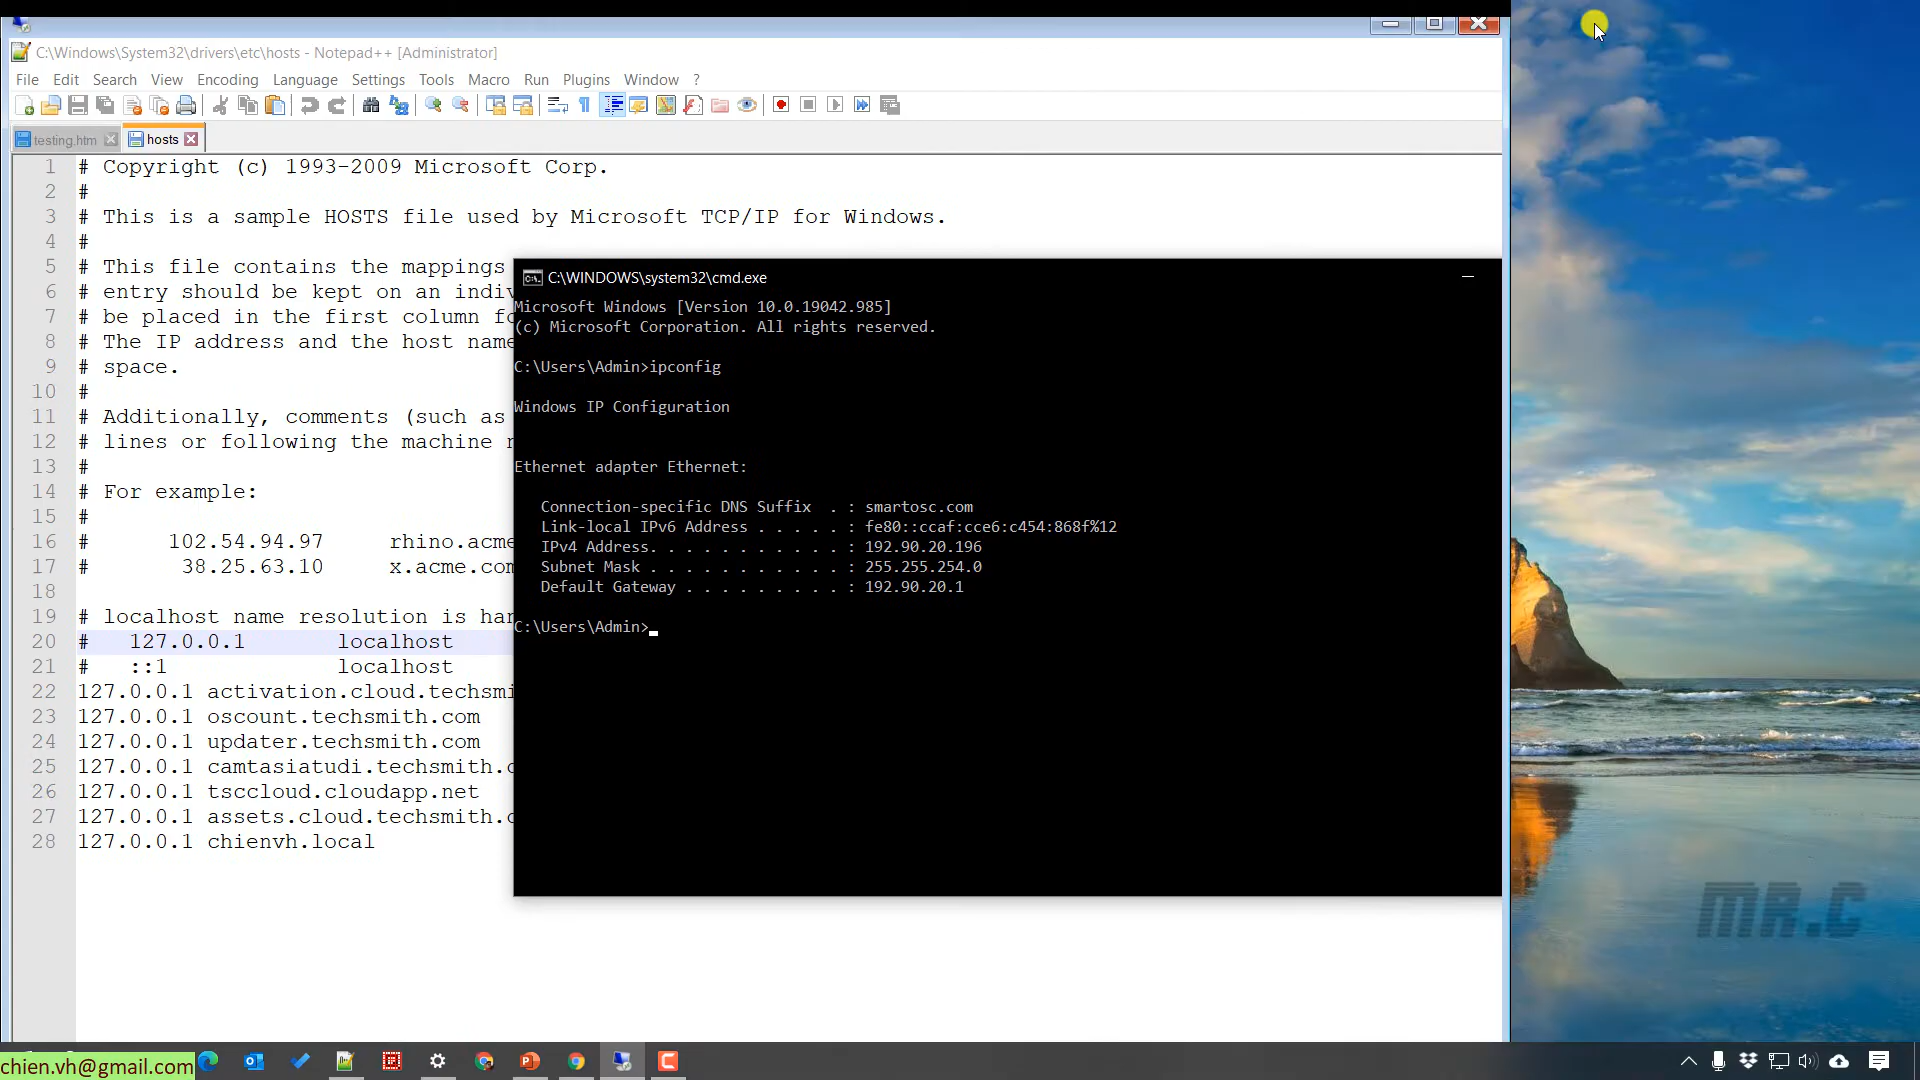 C:\Windows\System32\drivers\etc\hosts - Notepad++ [Administrator]
File Edit Search View Encoding Language Settings Tools Macro Run Plugins Window ?
testing.htm hosts
1 # Copyright (c) 1993-2009 Microsoft Corp.
2 #
3 # This is a sample HOSTS file used by Microsoft TCP/IP for Windows.
4 #
5 # This file contains the mappings
6 # entry should be kept on an indiv
7 # be placed in the first column fo
8 # The IP address and the host name
9 # space.
10 #
11 # Additionally, comments (such as
12 # lines or following the machine n
13 #
14 # For example:
15 #
16 # 102.54.94.97 rhino.acme
17 # 38.25.63.10 x.acme.com
18
19 # localhost name resolution is han
20 # 127.0.0.1 localhost
21 # ::1 localhost
22 127.0.0.1 activation.cloud.techsmi
23 127.0.0.1 oscount.techsmith.com
24 127.0.0.1 updater.techsmith.com
25 127.0.0.1 camtasiatudi.techsmith.c
26 127.0.0.1 tsccloud.cloudapp.net
27 127.0.0.1 assets.cloud.techsmith.c
28 127.0.0.1 chienvh.local
C:\WINDOWS\system32\cmd.exe
Microsoft Windows [Version 10.0.19042.985]
(c) Microsoft Corporation. All rights reserved.
C:\Users\Admin>ipconfig
Windows IP Configuration
Ethernet adapter Ethernet:
Connection-specific DNS Suffix . : smartosc.com
Link-local IPv6 Address . . . . . : fe80::ccaf:cce6:c454:868f%12
IPv4 Address. . . . . . . . . . . : 192.90.20.196
Subnet Mask . . . . . . . . . . . : 255.255.254.0
Default Gateway . . . . . . . . . : 192.90.20.1
C:\Users\Admin>
MR.C
chien.vh@gmail.com